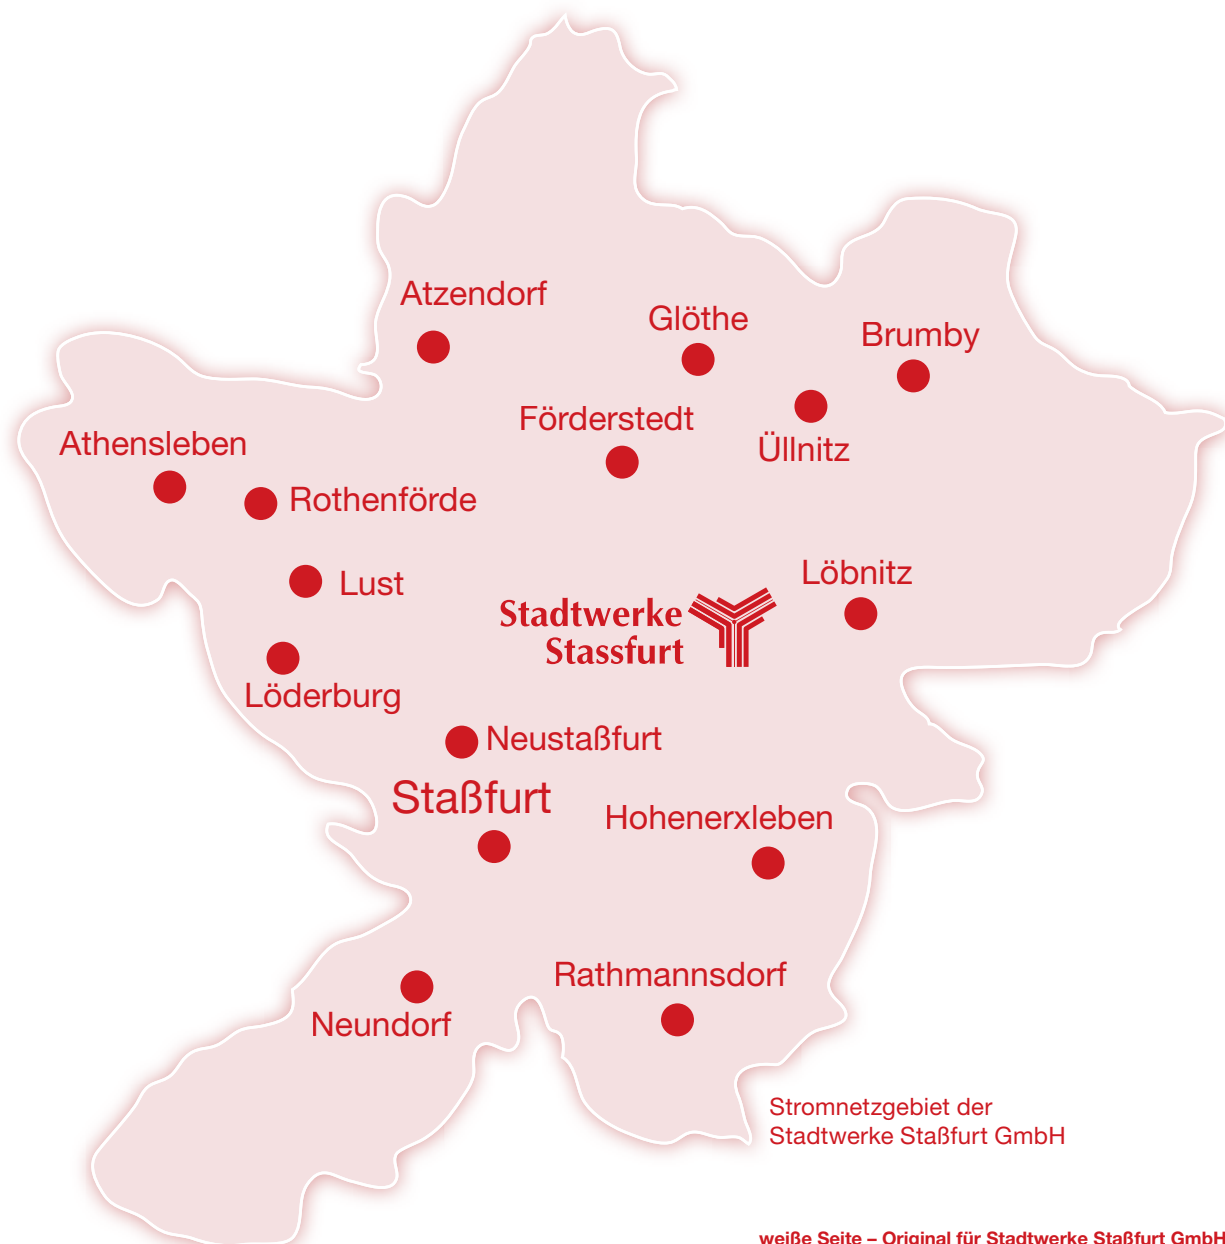 Atzendorf
Glöthe
Brumby
Förderstedt
Üllnitz
Athensleben
Rothenförde
Lust
Löbnitz
Stadtwerke
Stassfurt
Löderburg
Neustaßfurt
Staßfurt
Hohenerxleben
Rathmannsdorf
Neundorf
Stromnetzgebiet der
Stadtwerke Staßfurt GmbH
weiße Seite – Original für Stadtwerke Staßfurt GmbH